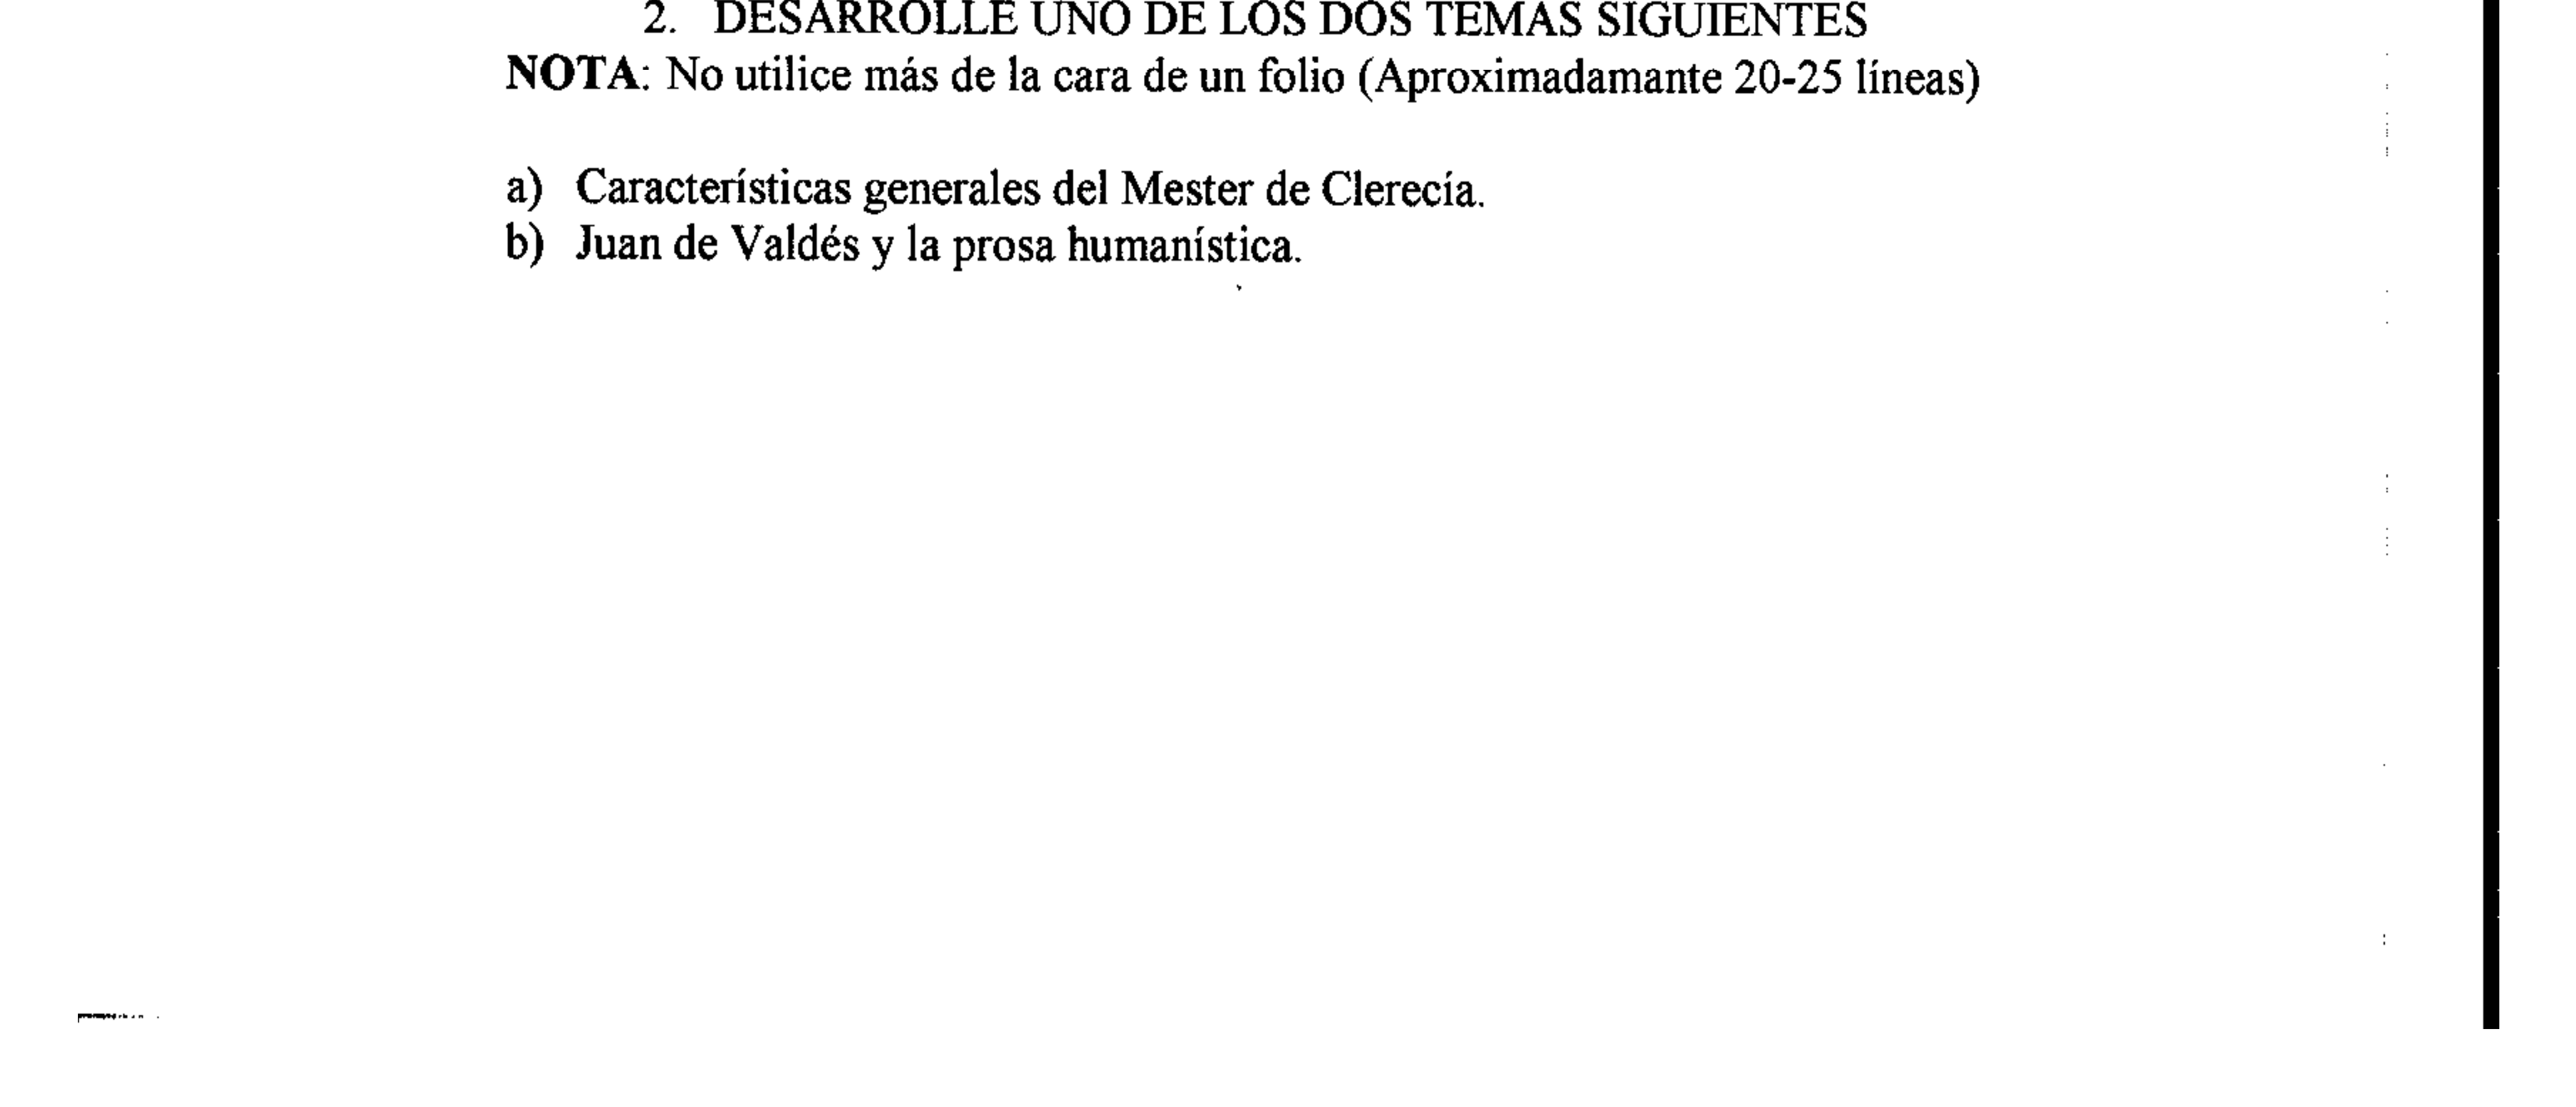 2. DESARROLLE UNO DE LOS DOS TEMAS SIGUIENTES
NOTA: No utilice más de la cara de un folio (Aproximadamante 20-25 líneas)
a) Características generales del Mester de Clerecía.
b) Juan de Valdés y la prosa humanística.